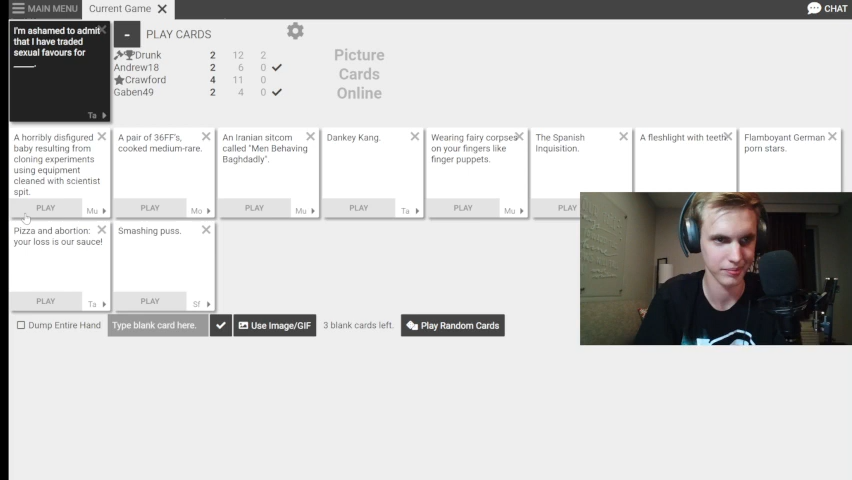 MAIN MENU
Current Game
CHAT
I'm ashamed to admit
that I have traded
sexual favours for
_____.
Ta
-
PLAY CARDS
Drunk 2 12 2
Andrew18 2 6 0
Crawford 4 11 0
Gaben49 2 4 0
Picture
Cards
Online
A horribly disfigured
baby resulting from
cloning experiments
using equipment
cleaned with scientist
spit.
PLAY
Mu
A pair of 36FF's,
cooked medium-rare.
PLAY
Mo
An Iranian sitcom
called "Men Behaving
Baghdadly".
PLAY
Mu
Dankey Kang.
PLAY
Ta
Wearing fairy corpses
on your fingers like
finger puppets.
PLAY
Mu
The Spanish
Inquisition.
PLAY
A fleshlight with teeth.
Flamboyant German
porn stars.
Pizza and abortion:
your loss is our sauce!
PLAY
Ta
Smashing puss.
PLAY
Sf
Dump Entire Hand
Type blank card here.
Use Image/GIF
3 blank cards left.
Play Random Cards